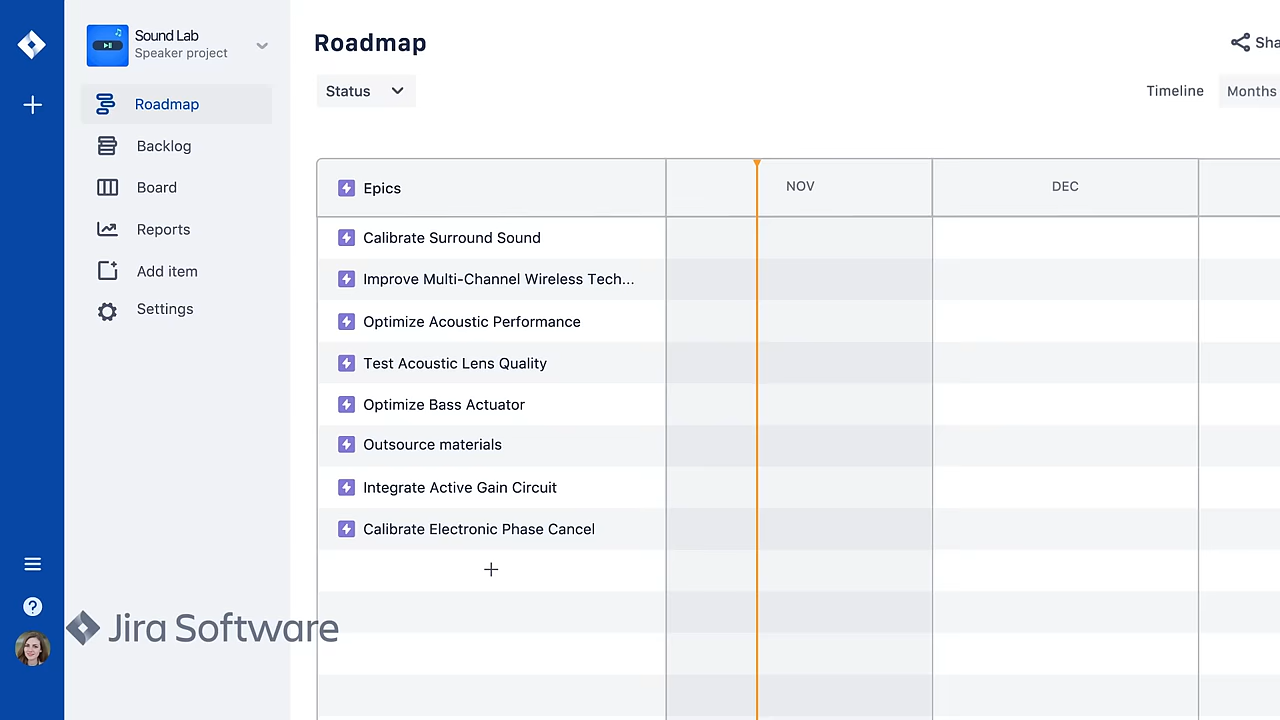 Sound Lab
Speaker project
Roadmap
Backlog
Board
Reports
Add item
Settings
Roadmap
Sha
Status
Timeline
Months
Epics
NOV
DEC
Calibrate Surround Sound
Improve Multi-Channel Wireless Tech...
Optimize Acoustic Performance
Test Acoustic Lens Quality
Optimize Bass Actuator
Outsource materials
Integrate Active Gain Circuit
Calibrate Electronic Phase Cancel
Jira Software